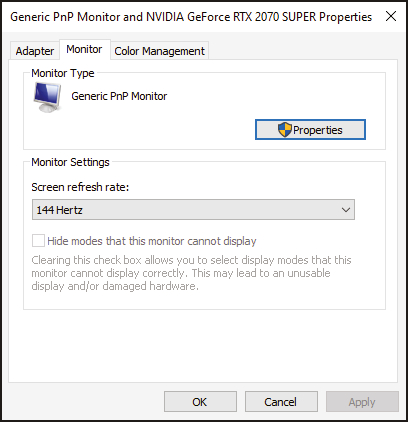 Generic PnP Monitor and NVIDIA GeForce RTX 2070 SUPER Properties
Adapter Monitor Color Management
Monitor Type
Generic PnP Monitor
Properties
Monitor Settings
Screen refresh rate:
144 Hertz
Hide modes that this monitor cannot display
Clearing this check box allows you to select display modes that this
monitor cannot display correctly. This may lead to an unusable
display and/or damaged hardware.
OK Cancel Apply